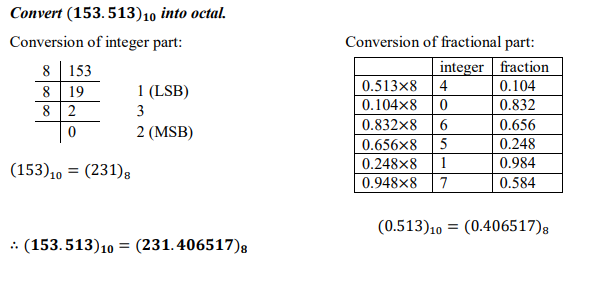 Convert (153.513)₁₀ into octal.
Conversion of integer part:
8 153
8 19 1 (LSB)
8 2 3
0 2 (MSB)
(153)₁₀ = (231)₈
∴ (153.513)₁₀ = (231.406517)₈
Conversion of fractional part:
integer fraction
0.513×8 4 0.104
0.104×8 0 0.832
0.832×8 6 0.656
0.656×8 5 0.248
0.248×8 1 0.984
0.948×8 7 0.584
(0.513)₁₀ = (0.406517)₈